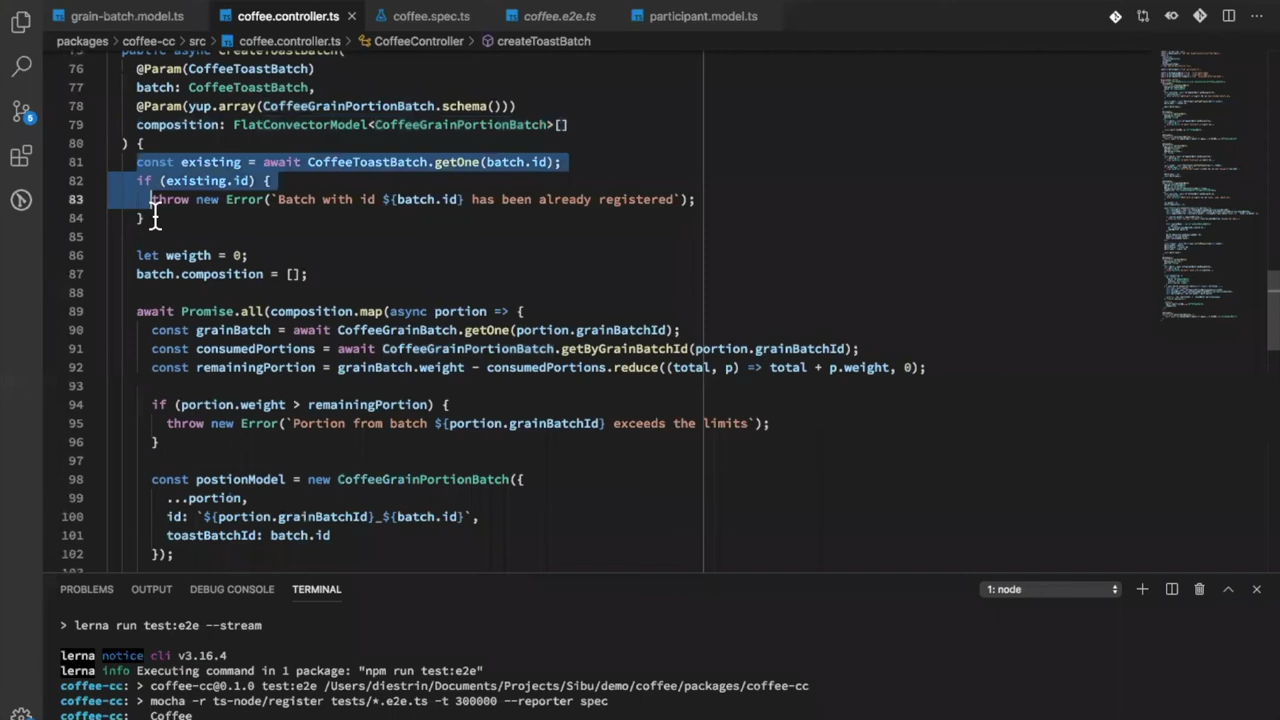 grain-batch.model.ts
coffee.controller.ts
coffee.spec.ts
coffee.e2e.ts
participant.model.ts
packages > coffee-cc > src > coffee.controller.ts > CoffeeController > createToastBatch
75 public async createToastBatch(
76 @Param(CoffeeToastBatch)
77 batch: CoffeeToastBatch,
78 @Param(yup.array(CoffeeGrainPortionBatch.schema()))
79 composition: FlatConvectorModel<CoffeeGrainPortionBatch>[]
80 ) {
81 const existing = await CoffeeToastBatch.getOne(batch.id);
82 if (existing.id) {
83 throw new Error(`Batch with id ${batch.id} has been already registered`);
84 }
85
86 let weigth = 0;
87 batch.composition = [];
88
89 await Promise.all(composition.map(async portion => {
90 const grainBatch = await CoffeeGrainBatch.getOne(portion.grainBatchId);
91 const consumedPortions = await CoffeeGrainPortionBatch.getByGrainBatchId(portion.grainBatchId);
92 const remainingPortion = grainBatch.weight - consumedPortions.reduce((total, p) => total + p.weight, 0);
93
94 if (portion.weight > remainingPortion) {
95 throw new Error(`Portion from batch ${portion.grainBatchId} exceeds the limits`);
96 }
97
98 const postionModel = new CoffeeGrainPortionBatch({
99 ...portion,
100 id: `${portion.grainBatchId}_${batch.id}`,
101 toastBatchId: batch.id
102 });
5
PROBLEMS OUTPUT DEBUG CONSOLE TERMINAL 1: node
> lerna run test:e2e --stream
lerna notice cli v3.16.4
lerna info Executing command in 1 package: "npm run test:e2e"
coffee-cc: > coffee-cc@0.1.0 test:e2e /Users/diestrin/Documents/Projects/Sibu/demo/coffee/packages/coffee-cc
coffee-cc: > mocha -r ts-node/register tests/*.e2e.ts -t 300000 --reporter spec
coffee-cc: Coffee